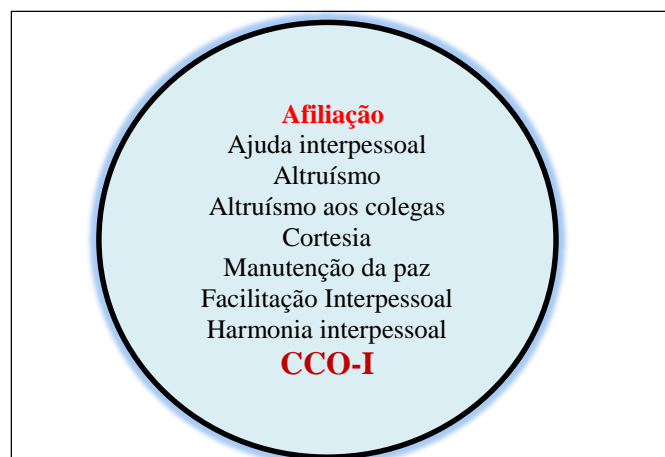 Afiliação
Ajuda interpessoal
Altruísmo
Altruísmo aos colegas
Cortesia
Manutenção da paz
Facilitação Interpessoal
Harmonia interpessoal
CCO-I